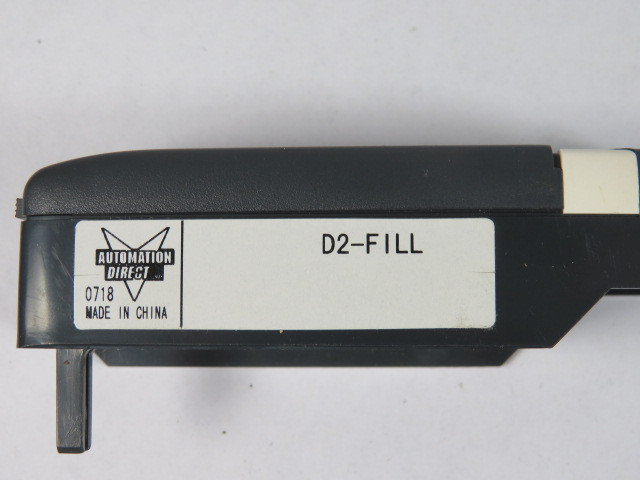 AUTOMATION
DIRECT
0718
MADE IN CHINA
D2-FILL